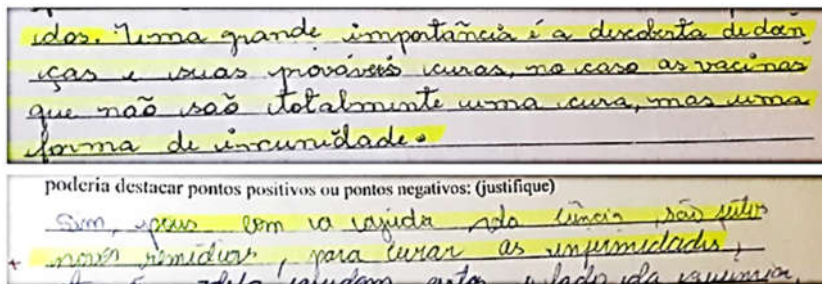 idos. Uma grande importância é a descoberta de doen
ças e suas prováveis curas, no caso as vacinas
que não são totalmente uma cura, mas uma
forma de imunidade.
poderia destacar pontos positivos ou pontos negativos: (justifique)
Sim, pois com a ajuda da ciência, são feitos
novos remédios, para curar as infermidades,
ajudam